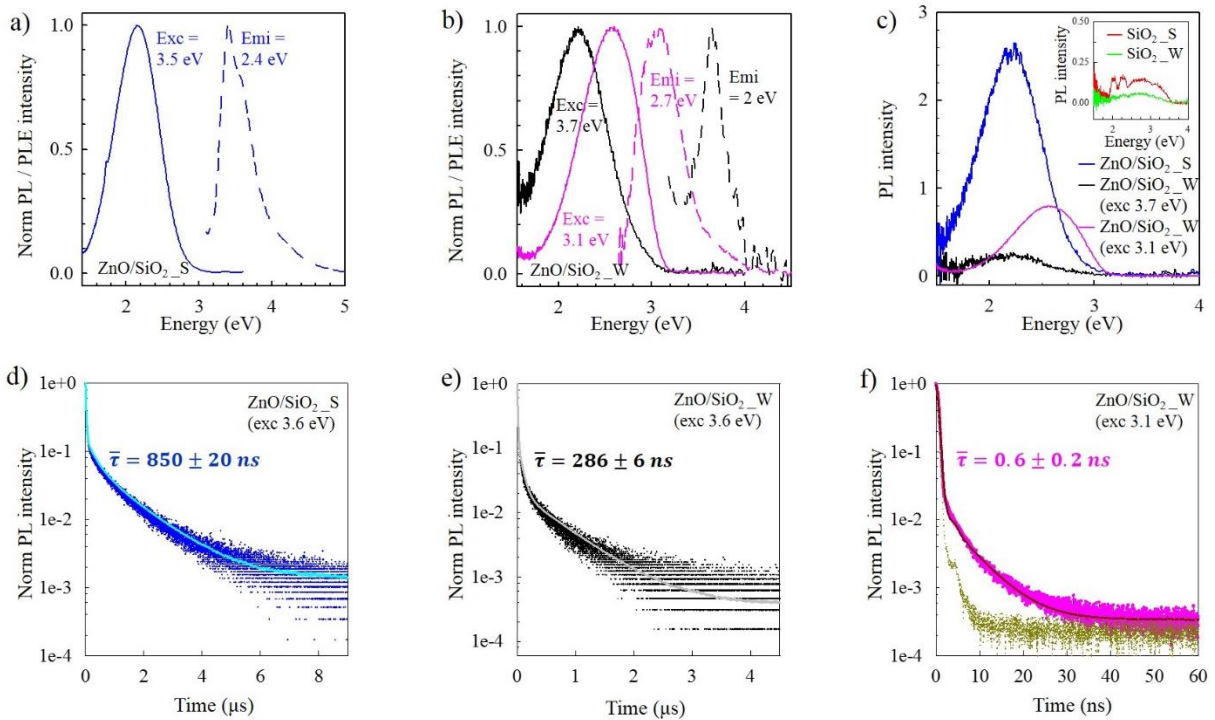 a)
Norm PL / PLE intensity
1.0
0.5
0.0
Exc =
3.5 eV
Emi =
2.4 eV
ZnO/SiO₂_S
2
3
4
5
Energy (eV)
b)
Norm PL / PLE intensity
1.0
0.5
0.0
Exc =
3.7 eV
Emi =
2.7 eV
Emi
= 2 eV
Exc =
3.1 eV
ZnO/SiO₂_W
2
3
4
Energy (eV)
c)
PL intensity
3
2
1
0
PL intensity
0.50
0.25
0.00
SiO₂_S
SiO₂_W
2
3
4
Energy (eV)
ZnO/SiO₂_S
ZnO/SiO₂_W
(exc 3.7 eV)
ZnO/SiO₂_W
(exc 3.1 eV)
2
3
4
Energy (eV)
d)
Norm PL intensity
1e+0
1e-1
1e-2
1e-3
1e-4
ZnO/SiO₂_S
(exc 3.6 eV)
τ̄ = 850 ± 20 ns
0
2
4
6
8
Time (μs)
e)
Norm PL intensity
1e+0
1e-1
1e-2
1e-3
1e-4
ZnO/SiO₂_W
(exc 3.6 eV)
τ̄ = 286 ± 6 ns
0
1
2
3
4
Time (μs)
f)
Norm PL intensity
1e+0
1e-1
1e-2
1e-3
1e-4
ZnO/SiO₂_W
(exc 3.1 eV)
τ̄ = 0.6 ± 0.2 ns
0
10
20
30
40
50
60
Time (ns)